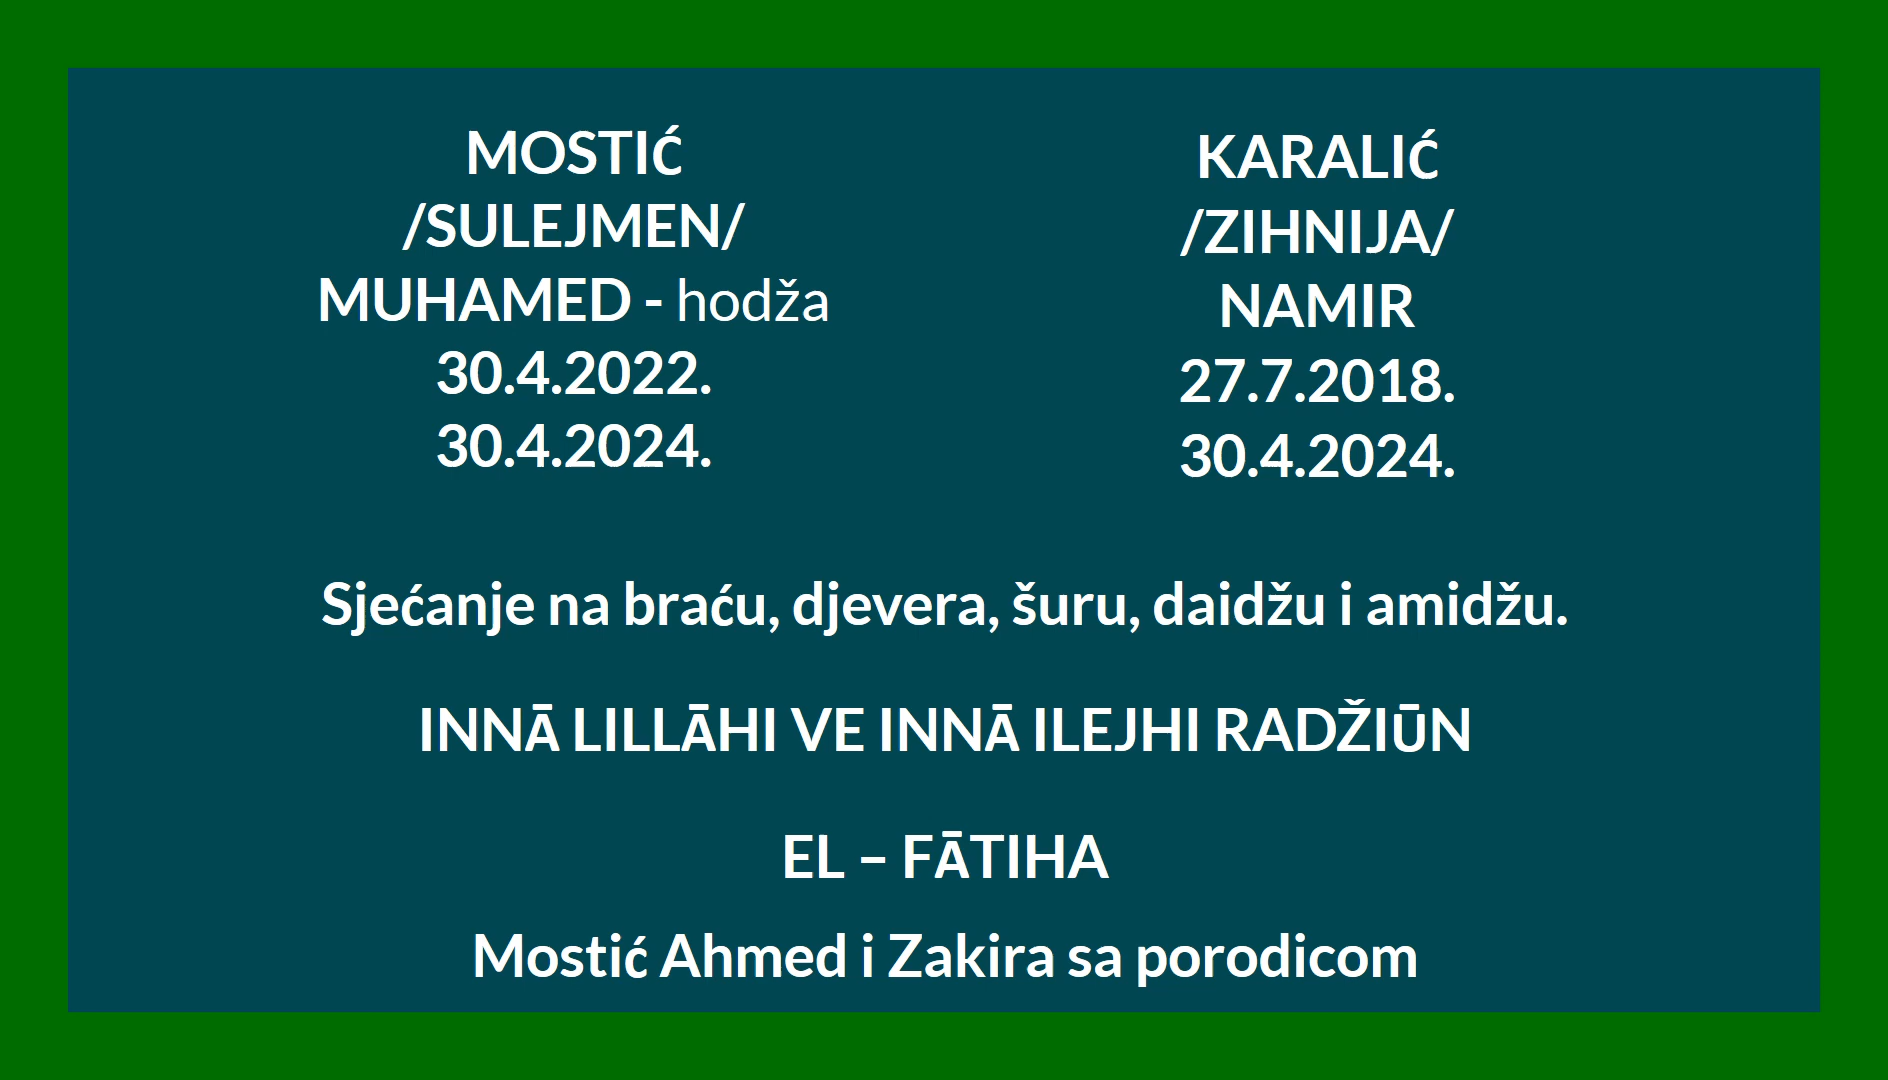 MOSTIĆ
/SULEJMEN/
MUHAMED - hodža
30.4.2022.
30.4.2024.
KARALIĆ
/ZIHNIJA/
NAMIR
27.7.2018.
30.4.2024.
Sjećanje na braću, djevera, šuru, daidžu i amidžu.
INNĀ LILLĀHI VE INNĀ ILEJHI RADŽIŪN
EL – FĀTIHA
Mostić Ahmed i Zakira sa porodicom